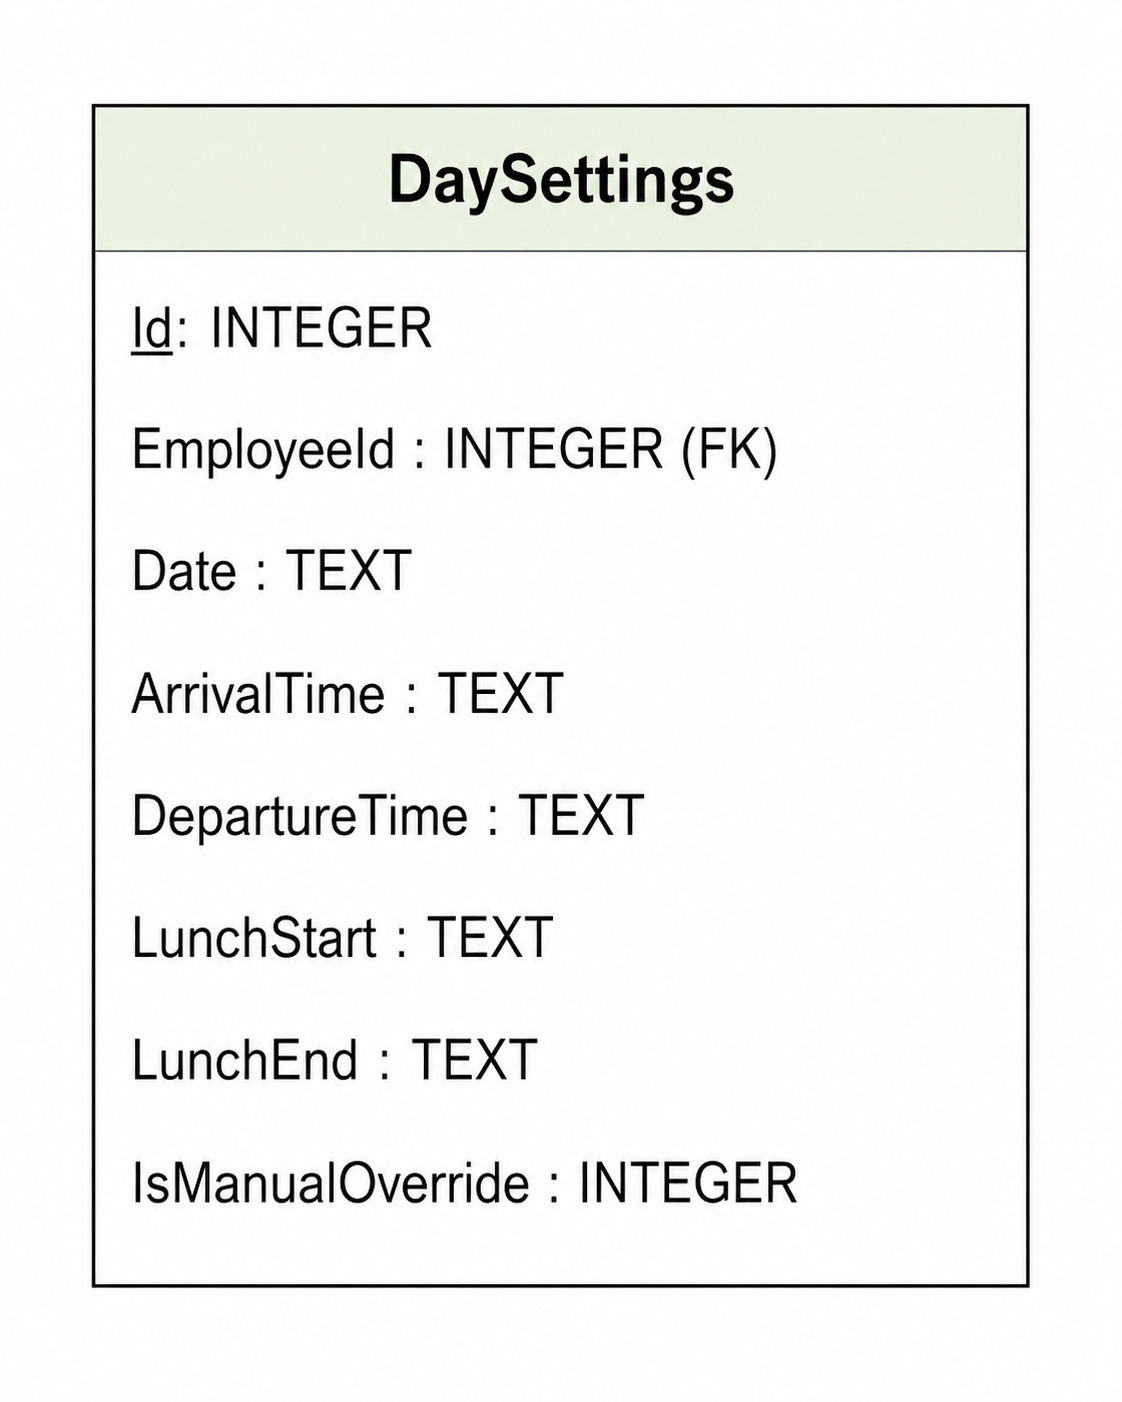 DaySettings
Id: INTEGER
EmployeeId : INTEGER (FK)
Date : TEXT
ArrivalTime : TEXT
DepartureTime : TEXT
LunchStart : TEXT
LunchEnd : TEXT
IsManualOverride : INTEGER